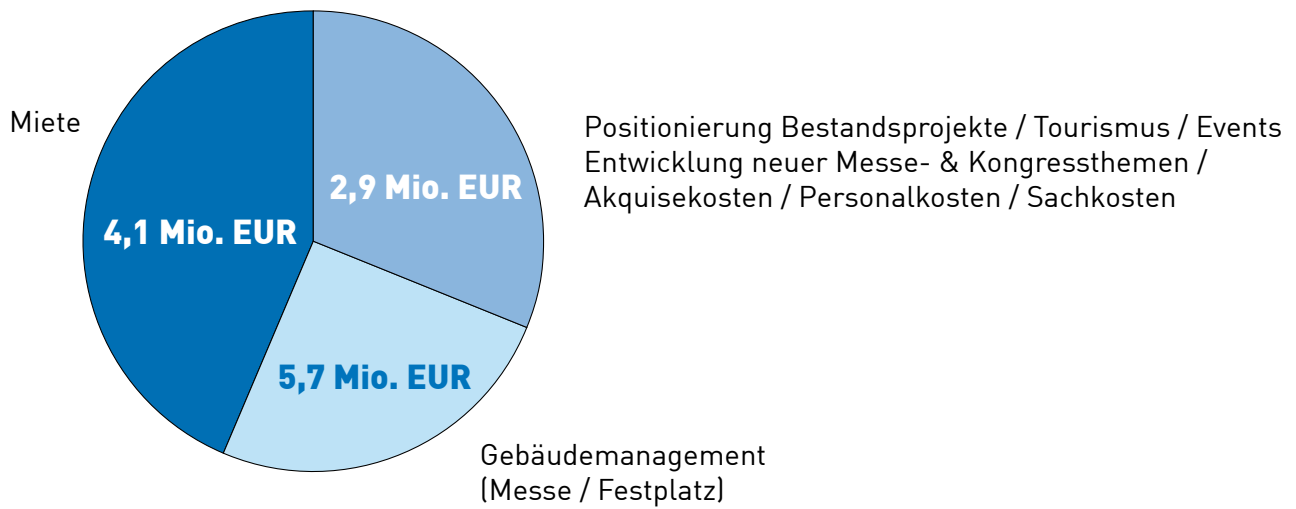 Miete
4,1 Mio. EUR
2,9 Mio. EUR
Positionierung Bestandsprojekte / Tourismus / Events
Entwicklung neuer Messe- & Kongressthemen /
Akquisekosten / Personalkosten / Sachkosten
5,7 Mio. EUR
Gebäudemanagement
(Messe / Festplatz)